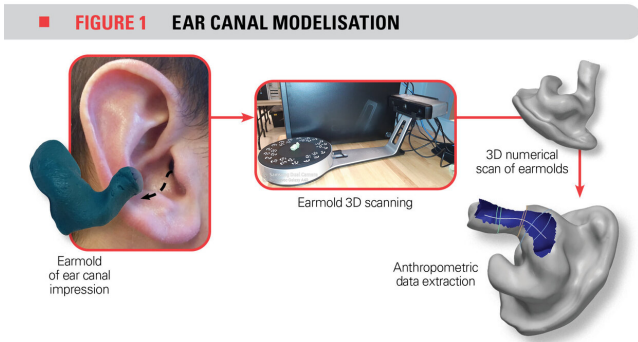 FIGURE 1 EAR CANAL MODELISATION
Earmold
of ear canal
impression
Earmold 3D scanning
3D numerical
scan of earmolds
Anthropometric
data extraction